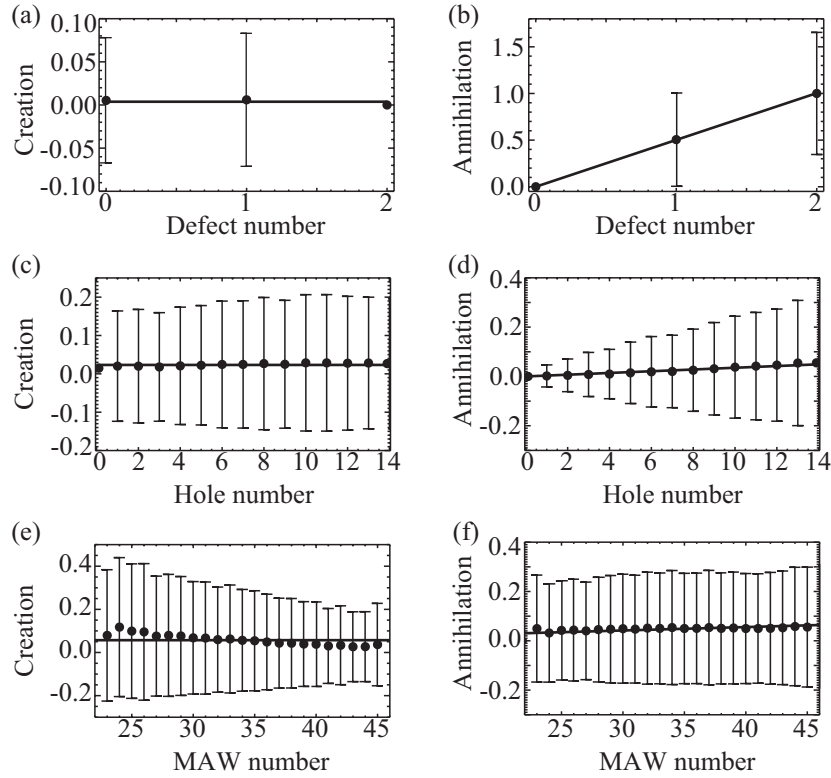 (a)
0.10
0.05
0.00
-0.05
-0.10
Creation
0 1 2
Defect number
(b)
1.5
1.0
0.5
0.0
Annihilation
0 1 2
Defect number
(c)
0.2
0.1
0.0
-0.1
-0.2
Creation
0 2 4 6 8 10 12 14
Hole number
(d)
0.4
0.2
0.0
-0.2
Annihilation
0 2 4 6 8 10 12 14
Hole number
(e)
0.4
0.2
0.0
-0.2
Creation
25 30 35 40 45
MAW number
(f)
0.4
0.2
0.0
-0.2
Annihilation
25 30 35 40 45
MAW number